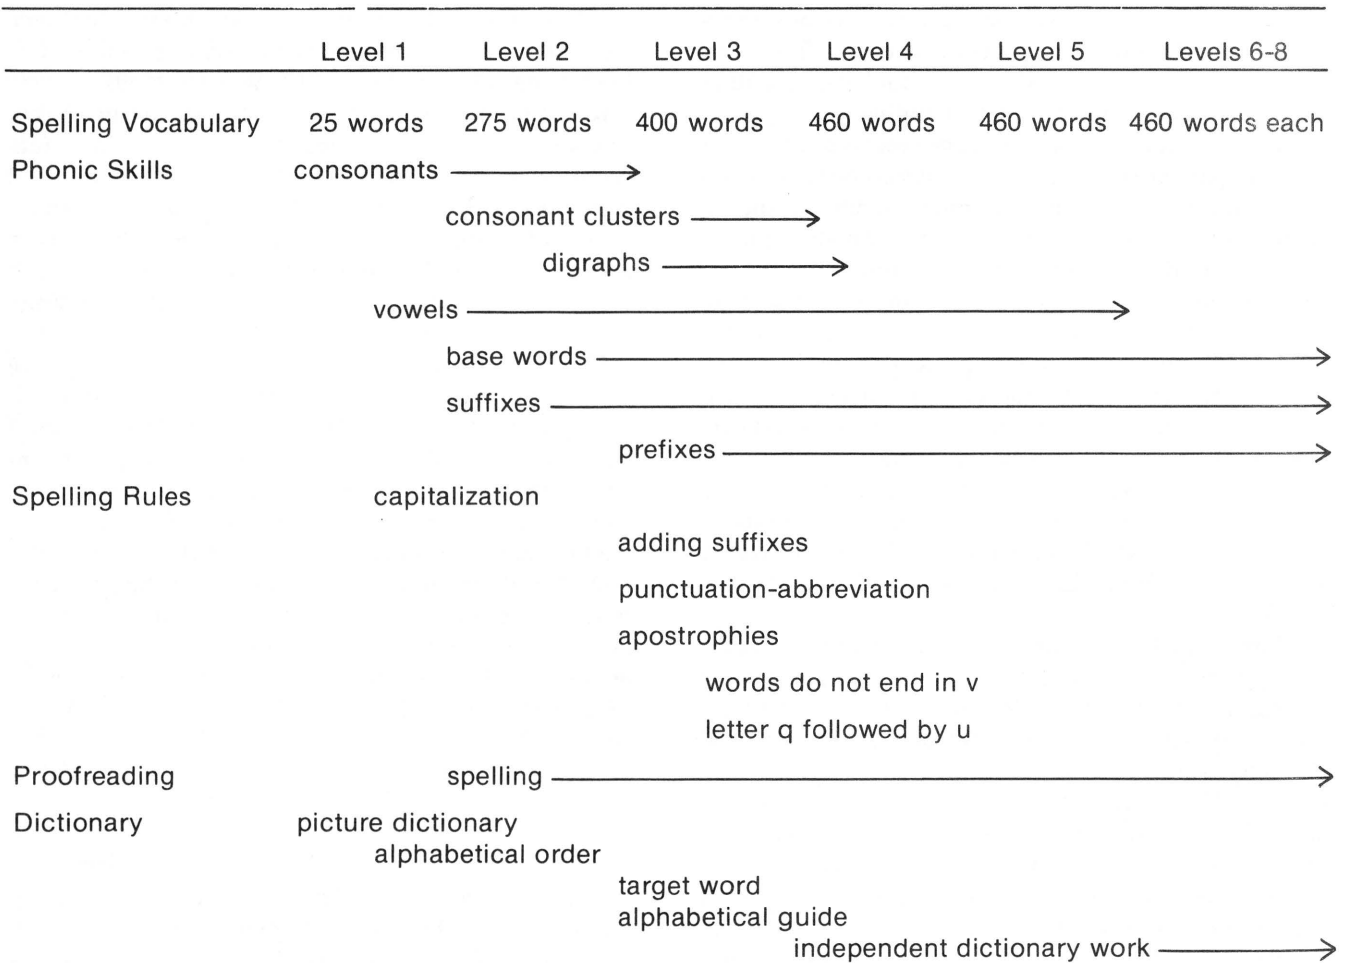 Level 1 Level 2 Level 3 Level 4 Level 5 Levels 6-8
Spelling Vocabulary 25 words 275 words 400 words 460 words 460 words 460 words each
Phonic Skills consonants
consonant clusters
digraphs
vowels
base words
suffixes
prefixes
Spelling Rules capitalization
adding suffixes
punctuation-abbreviation
apostrophies
words do not end in v
letter q followed by u
Proofreading spelling
Dictionary picture dictionary
alphabetical order
target word
alphabetical guide
independent dictionary work